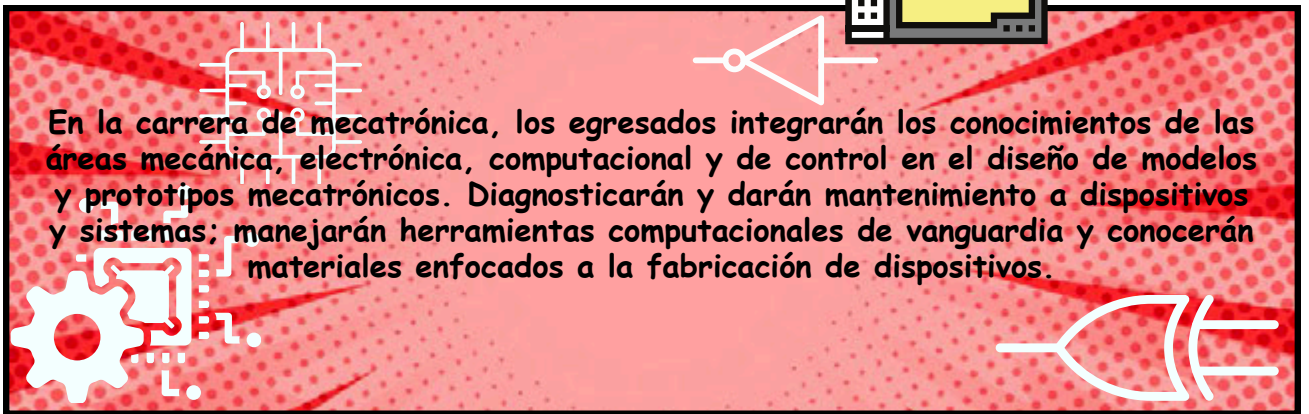 En la carrera de mecatrónica, los egresados integrarán los conocimientos de las
áreas mecánica, electrónica, computacional y de control en el diseño de modelos
y prototipos mecatrónicos. Diagnosticarán y darán mantenimiento a dispositivos
y sistemas; manejarán herramientas computacionales de vanguardia y conocerán
materiales enfocados a la fabricación de dispositivos.